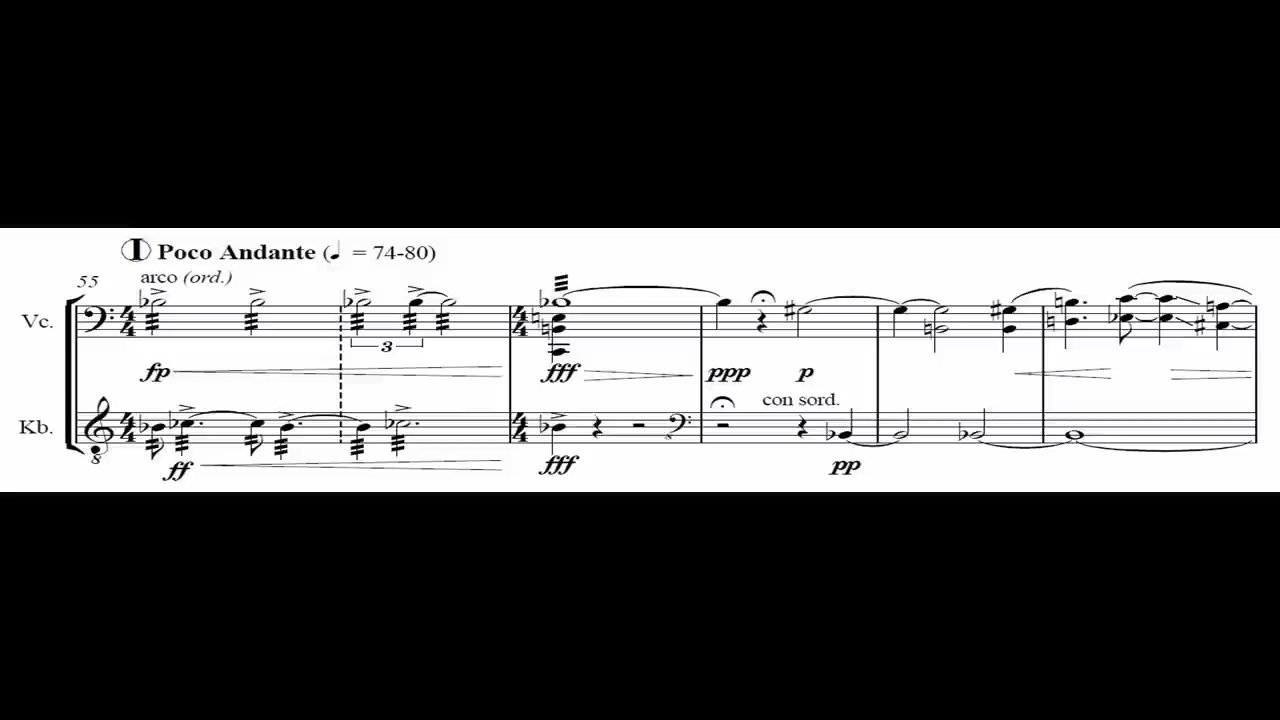 I Poco Andante (♩ = 74-80)
55 arco (ord.)
Vc.
3
fp fff ppp p
con sord.
Kb.
8
ff fff pp